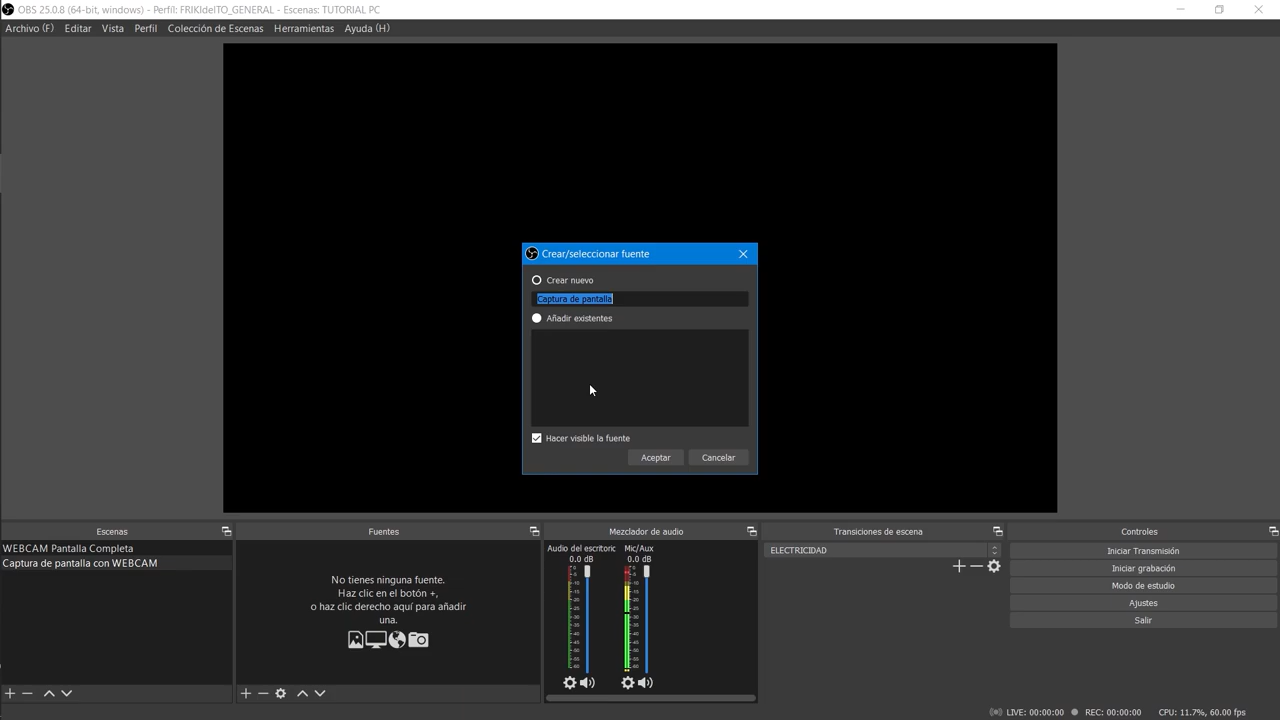 OBS 25.0.8 (64-bit, windows) - Perfil: FRIKIdelTO_GENERAL - Escenas: TUTORIAL PC
Archivo (F) Editar Vista Perfil Colección de Escenas Herramientas Ayuda (H)
Crear/seleccionar fuente
Crear nuevo
Captura de pantalla
Añadir existentes
Hacer visible la fuente
Aceptar Cancelar
Escenas
WEBCAM Pantalla Completa
Captura de pantalla con WEBCAM
Fuentes
No tienes ninguna fuente.
Haz clic en el botón +,
o haz clic derecho aquí para añadir
una.
Mezclador de audio
Audio del escritoric Mic/Aux
0.0 dB 0.0 dB
Transiciones de escena
ELECTRICIDAD
Controles
Iniciar Transmisión
Iniciar grabación
Modo de estudio
Ajustes
Salir
LIVE: 00:00:00 REC: 00:00:00 CPU: 11.7%, 60.00 fps